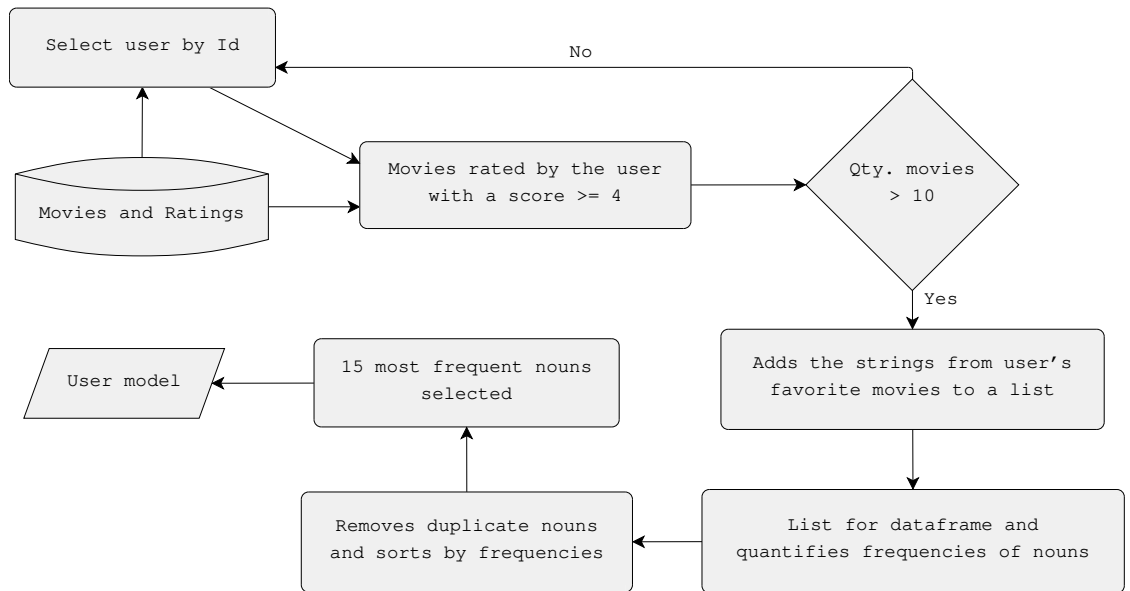 Select user by Id
No
Movies and Ratings
Movies rated by the user
with a score >= 4
Qty. movies
> 10
Yes
Adds the strings from user’s
favorite movies to a list
List for dataframe and
quantifies frequencies of nouns
Removes duplicate nouns
and sorts by frequencies
15 most frequent nouns
selected
User model